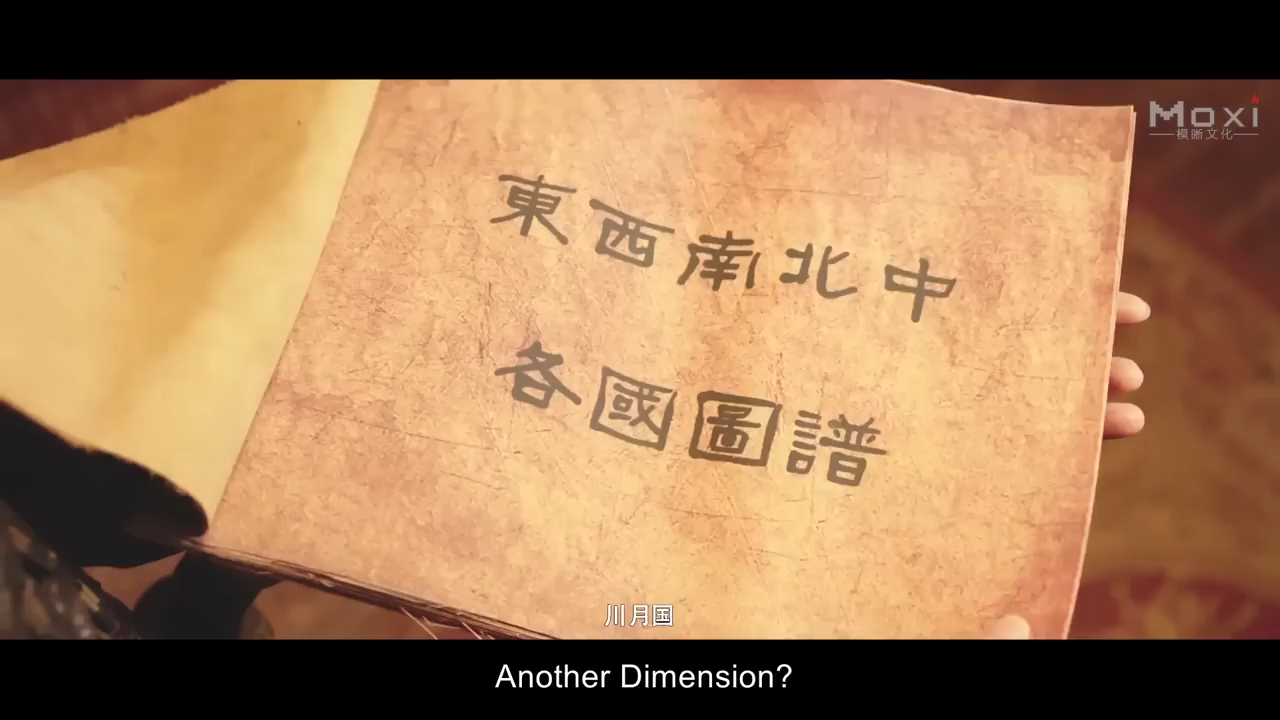 Moxi
模晰文化
東西南北中
各國圖譜
川月国
Another Dimension?